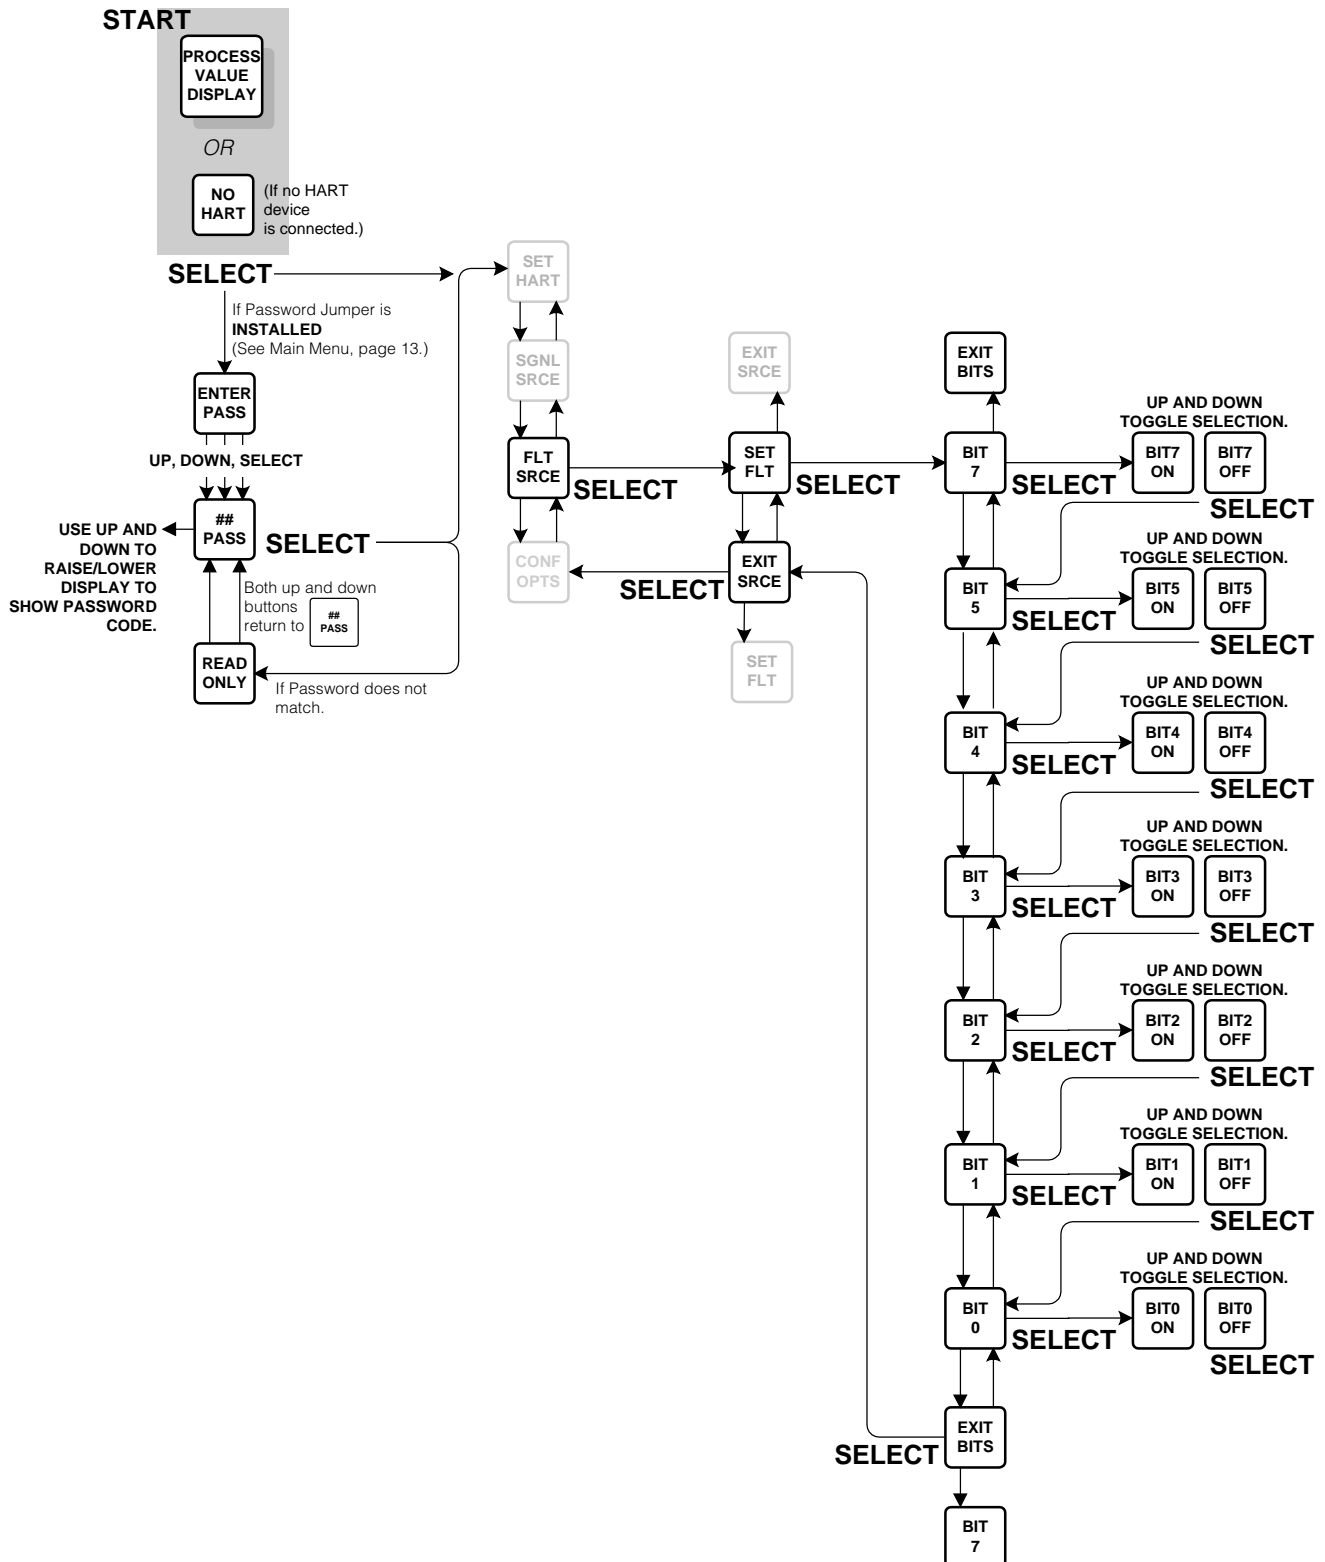 START
PROCESS
VALUE
DISPLAY
OR
NO
HART
(If no HART
device
is connected.)
SELECT
If Password Jumper is
INSTALLED
(See Main Menu, page 13.)
ENTER
PASS
UP, DOWN, SELECT
##
PASS
SELECT
USE UP AND
DOWN TO
RAISE/LOWER
DISPLAY TO
SHOW PASSWORD
CODE.
Both up and down
buttons
return to
##
PASS
READ
ONLY
If Password does not
match.
SET
HART
SGNL
SRCE
FLT
SRCE
SELECT
CONF
OPTS
EXIT
SRCE
SET
FLT
SELECT
EXIT
SRCE
SELECT
SET
FLT
EXIT
BITS
BIT
7
SELECT
UP AND DOWN
TOGGLE SELECTION.
BIT7
ON
BIT7
OFF
SELECT
BIT
5
SELECT
UP AND DOWN
TOGGLE SELECTION.
BIT5
ON
BIT5
OFF
SELECT
BIT
4
SELECT
UP AND DOWN
TOGGLE SELECTION.
BIT4
ON
BIT4
OFF
SELECT
BIT
3
SELECT
UP AND DOWN
TOGGLE SELECTION.
BIT3
ON
BIT3
OFF
SELECT
BIT
2
SELECT
UP AND DOWN
TOGGLE SELECTION.
BIT2
ON
BIT2
OFF
SELECT
BIT
1
SELECT
UP AND DOWN
TOGGLE SELECTION.
BIT1
ON
BIT1
OFF
SELECT
BIT
0
SELECT
UP AND DOWN
TOGGLE SELECTION.
BIT0
ON
BIT0
OFF
SELECT
EXIT
BITS
SELECT
BIT
7